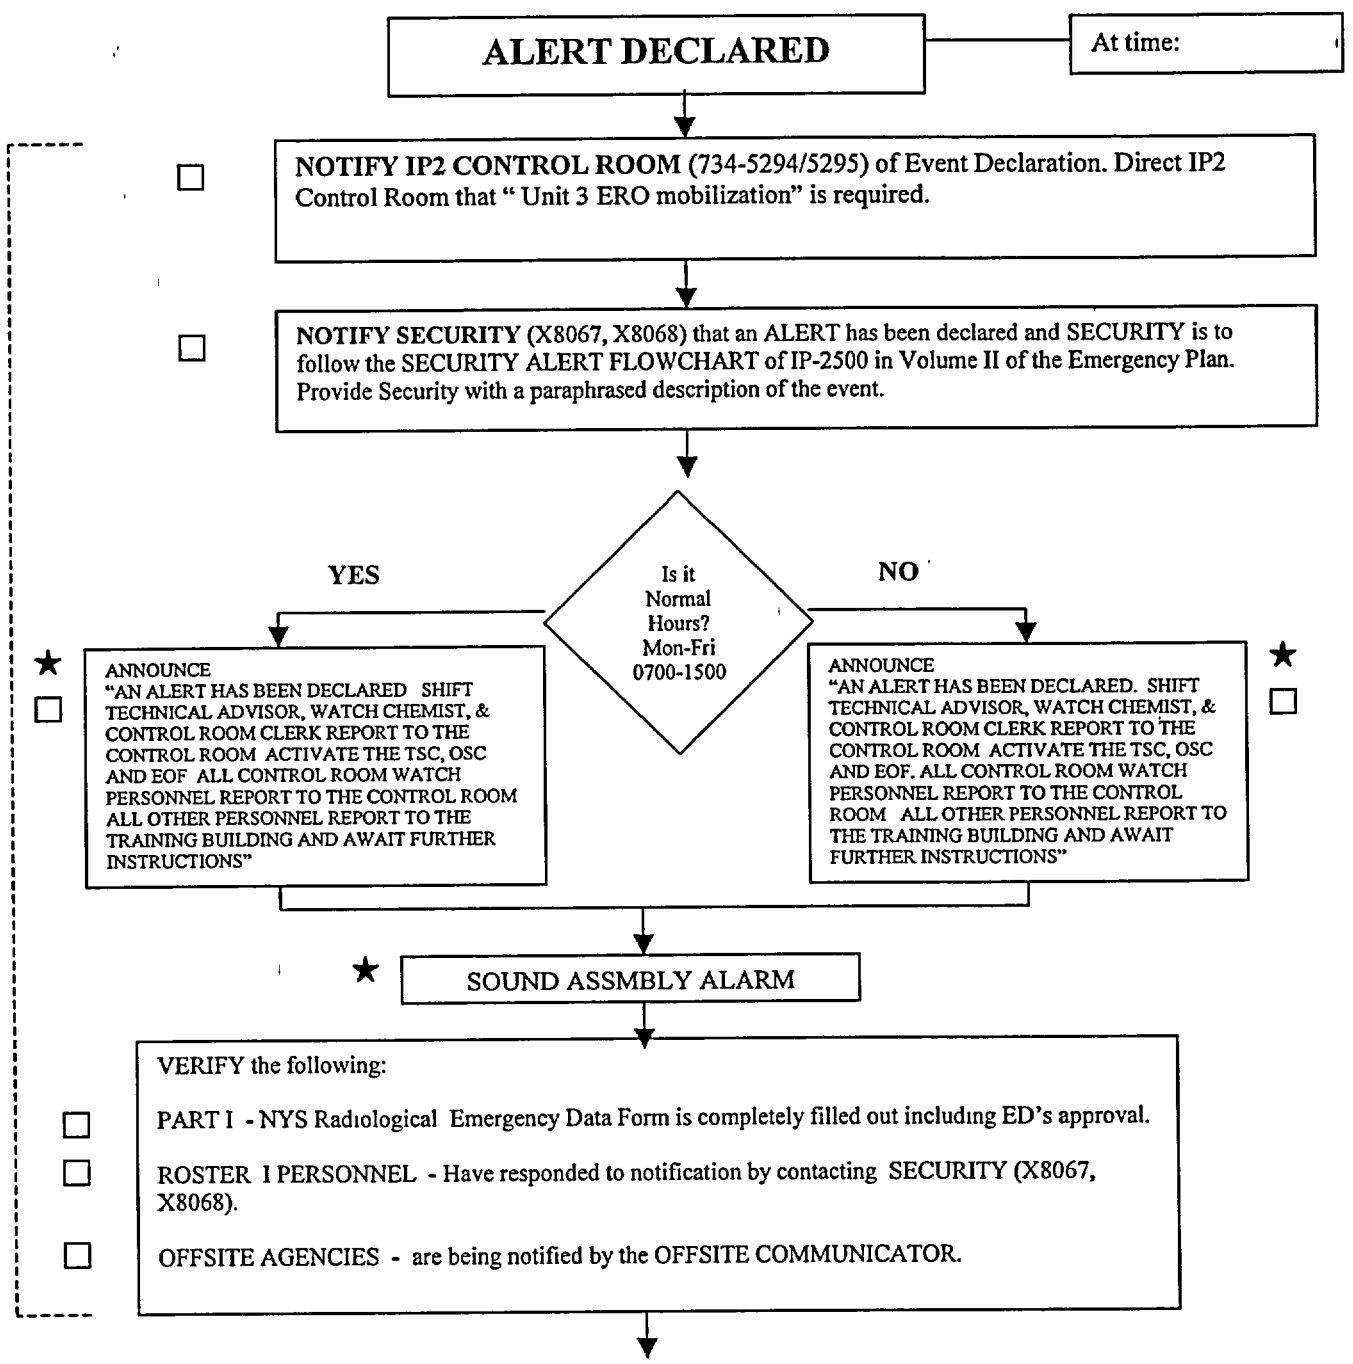 ALERT DECLARED
At time:
NOTIFY IP2 CONTROL ROOM (734-5294/5295) of Event Declaration. Direct IP2
Control Room that “ Unit 3 ERO mobilization” is required.
NOTIFY SECURITY (X8067, X8068) that an ALERT has been declared and SECURITY is to
follow the SECURITY ALERT FLOWCHART of IP-2500 in Volume II of the Emergency Plan.
Provide Security with a paraphrased description of the event.
YES
Is it
Normal
Hours?
Mon-Fri
0700-1500
NO
ANNOUNCE
“AN ALERT HAS BEEN DECLARED SHIFT
TECHNICAL ADVISOR, WATCH CHEMIST, &
CONTROL ROOM CLERK REPORT TO THE
CONTROL ROOM ACTIVATE THE TSC, OSC
AND EOF ALL CONTROL ROOM WATCH
PERSONNEL REPORT TO THE CONTROL ROOM
ALL OTHER PERSONNEL REPORT TO THE
TRAINING BUILDING AND AWAIT FURTHER
INSTRUCTIONS”
ANNOUNCE
“AN ALERT HAS BEEN DECLARED. SHIFT
TECHNICAL ADVISOR, WATCH CHEMIST, &
CONTROL ROOM CLERK REPORT TO THE
CONTROL ROOM ACTIVATE THE TSC, OSC
AND EOF. ALL CONTROL ROOM WATCH
PERSONNEL REPORT TO THE CONTROL
ROOM ALL OTHER PERSONNEL REPORT TO
THE TRAINING BUILDING AND AWAIT
FURTHER INSTRUCTIONS”
SOUND ASSMBLY ALARM
VERIFY the following:
PART I - NYS Radiological Emergency Data Form is completely filled out including ED’s approval.
ROSTER I PERSONNEL - Have responded to notification by contacting SECURITY (X8067,
X8068).
OFFSITE AGENCIES - are being notified by the OFFSITE COMMUNICATOR.